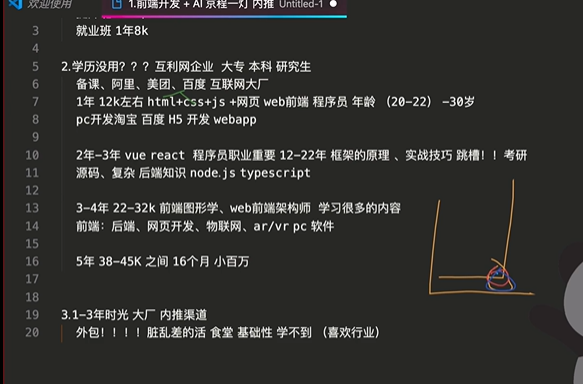 欢迎使用
1.前端开发 + AI 京程一灯 内推 Untitled-1
3 就业班 1年8k
4
5 2.学历没用？？？互利网企业 大专 本科 研究生
6 备课、阿里、美团、百度 互联网大厂
7 1年 12k左右 html+css+js +网页 web前端 程序员 年龄 （20-22） -30岁
8 pc开发淘宝 百度 H5 开发 webapp
9
10 2年-3年 vue react 程序员职业重要 12-22年 框架的原理 、实战技巧 跳槽！！考研
11 源码、复杂 后端知识 node.js typescript
12
13 3-4年 22-32k 前端图形学、web前端架构师 学习很多的内容
14 前端：后端、网页开发、物联网、ar/vr pc 软件
15
16 5年 38-45K 之间 16个月 小百万
17
18
19 3.1-3年时光 大厂 内推渠道
20 外包！！！！脏乱差的活 食堂 基础性 学不到 （喜欢行业）